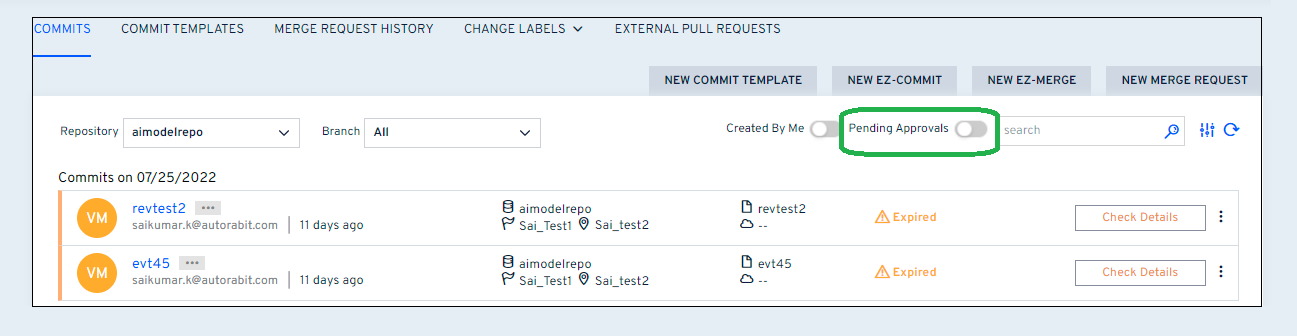 COMMITS COMMIT TEMPLATES MERGE REQUEST HISTORY CHANGE LABELS EXTERNAL PULL REQUESTS
NEW COMMIT TEMPLATE NEW EZ-COMMIT NEW EZ-MERGE NEW MERGE REQUEST
Repository aimodelrepo Branch All Created By Me Pending Approvals search
Commits on 07/25/2022
VM revtest2 ••• aimodelrepo revtest2 Expired Check Details
saikumar.k@autorabit.com 11 days ago Sai_Test1 Sai_test2 --
VM evt45 ••• aimodelrepo evt45 Expired Check Details
saikumar.k@autorabit.com 11 days ago Sai_Test1 Sai_test2 --